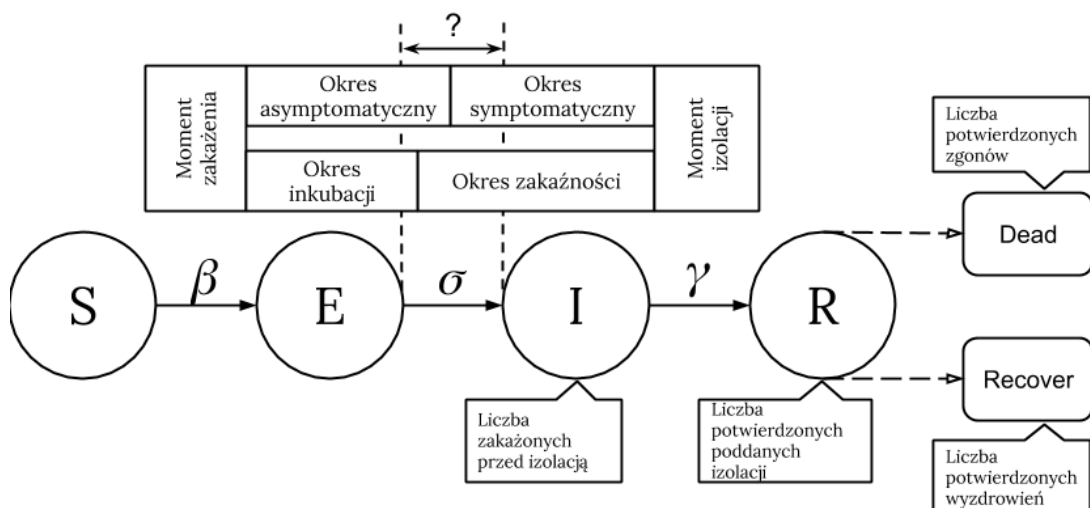 ?
Moment
zakażenia
Okres
asymptomatyczny
Okres
symptomatyczny
Moment
izolacji
Okres
inkubacji
Okres zakaźności
Liczba
potwierdzonych
zgonów
Dead
S
β
E
σ
I
γ
R
Recover
Liczba
zakażonych
przed izolacją
Liczba
potwierdzonych
poddanych
izolacji
Liczba
potwierdzonych
wyzdrowień